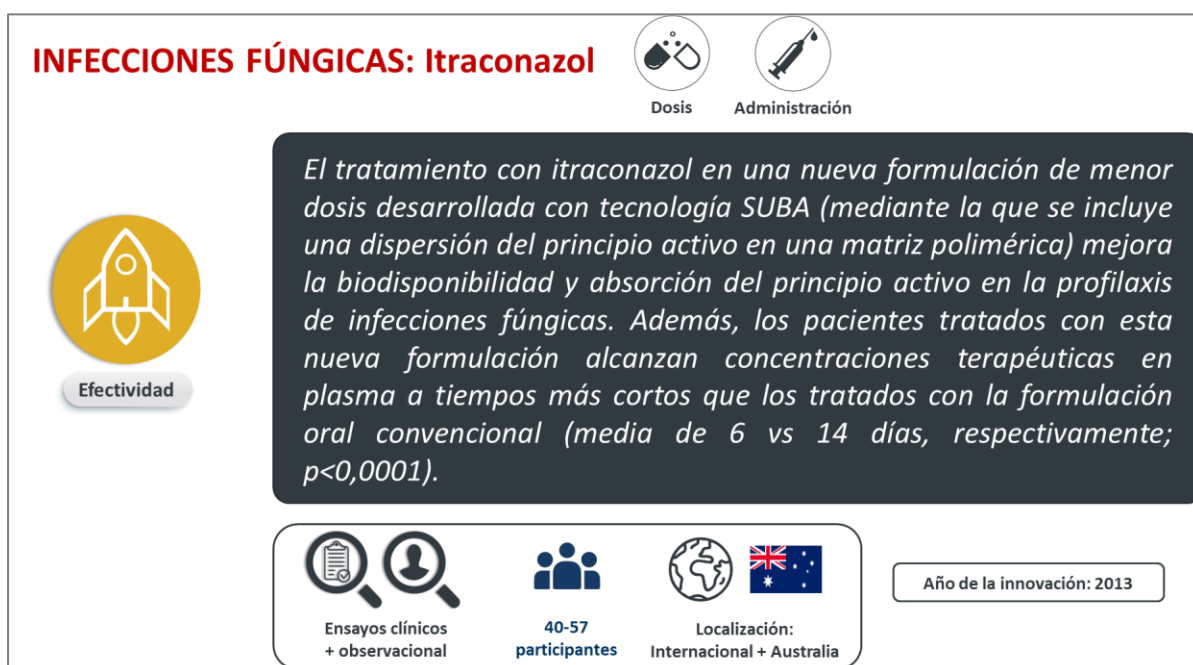 INFECCIONES FÚNGICAS: Itraconazol
Dosis
Administración
El tratamiento con itraconazol en una nueva formulación de menor
dosis desarrollada con tecnología SUBA (mediante la que se incluye
una dispersión del principio activo en una matriz polimérica) mejora
la biodisponibilidad y absorción del principio activo en la profilaxis
de infecciones fúngicas. Además, los pacientes tratados con esta
nueva formulación alcanzan concentraciones terapéuticas en
plasma a tiempos más cortos que los tratados con la formulación
oral convencional (media de 6 vs 14 días, respectivamente;
p<0,0001).
Efectividad
Ensayos clínicos
+ observacional
40-57
participantes
Localización:
Internacional + Australia
Año de la innovación: 2013